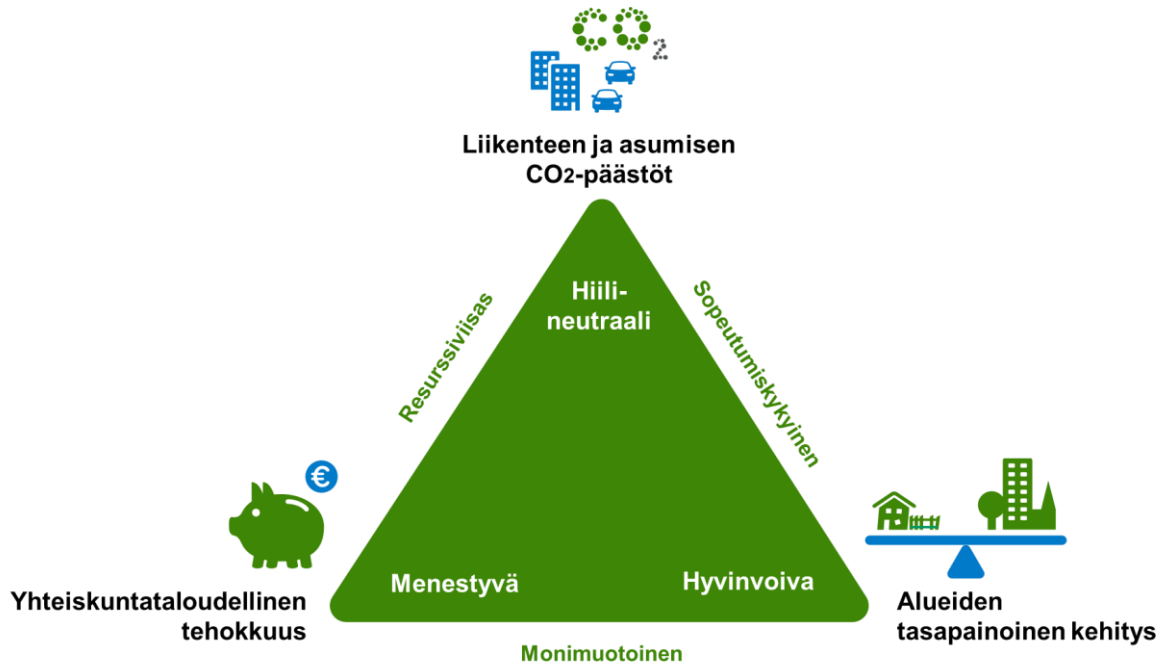 CO2
Liikenteen ja asumisen
CO2-päästöt
Hiili-
neutraali
Resurssiviisas
Sopeutumiskykyinen
€
Menestyvä
Hyvinvoiva
Yhteiskuntataloudellinen
tehokkuus
Alueiden
tasapainoinen kehitys
Monimuotoinen